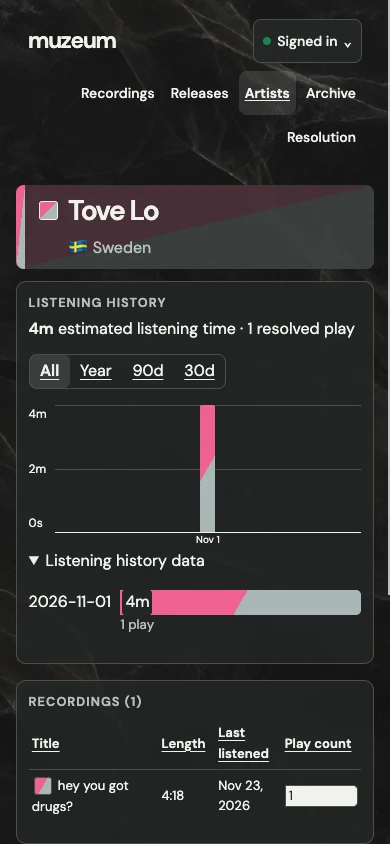 muzeum
Signed in
Recordings Releases Artists Archive
Resolution
Tove Lo
Sweden
LISTENING HISTORY
4m estimated listening time · 1 resolved play
All Year 90d 30d
4m
2m
0s
Nov 1
▼ Listening history data
2026-11-01 4m
1 play
RECORDINGS (1)
Title Length Last listened Play count
hey you got drugs? 4:18 Nov 23, 2026 1